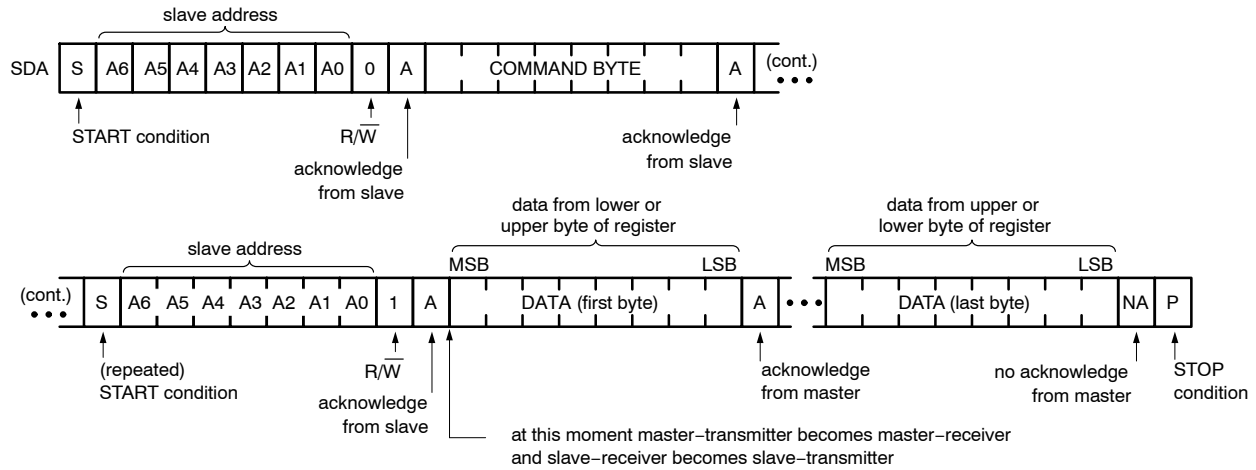 slave address
SDA S A6 A5 A4 A3 A2 A1 A0 0 A COMMAND BYTE A (cont.)
START condition
R/W
acknowledge
from slave
acknowledge
from slave
data from lower or
upper byte of register
data from upper or
lower byte of register
slave address
MSB LSB MSB LSB
(cont.) S A6 A5 A4 A3 A2 A1 A0 1 A DATA (first byte) A DATA (last byte) NA P
(repeated)
START condition
R/W
acknowledge
from slave
acknowledge
from master
no acknowledge
from master
STOP
condition
at this moment master−transmitter becomes master−receiver
and slave−receiver becomes slave−transmitter